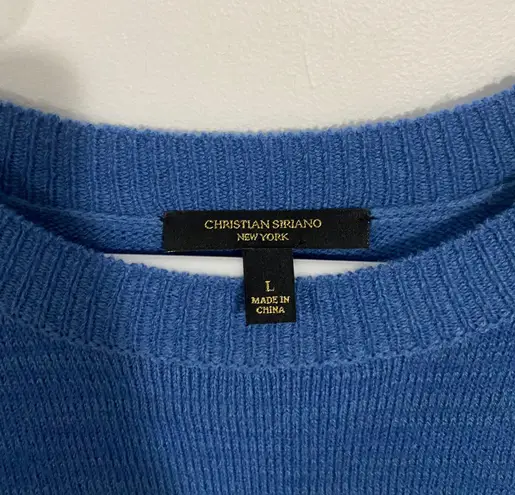 CHRISTIAN SIRIANO
NEW YORK
L
MADE IN
CHINA